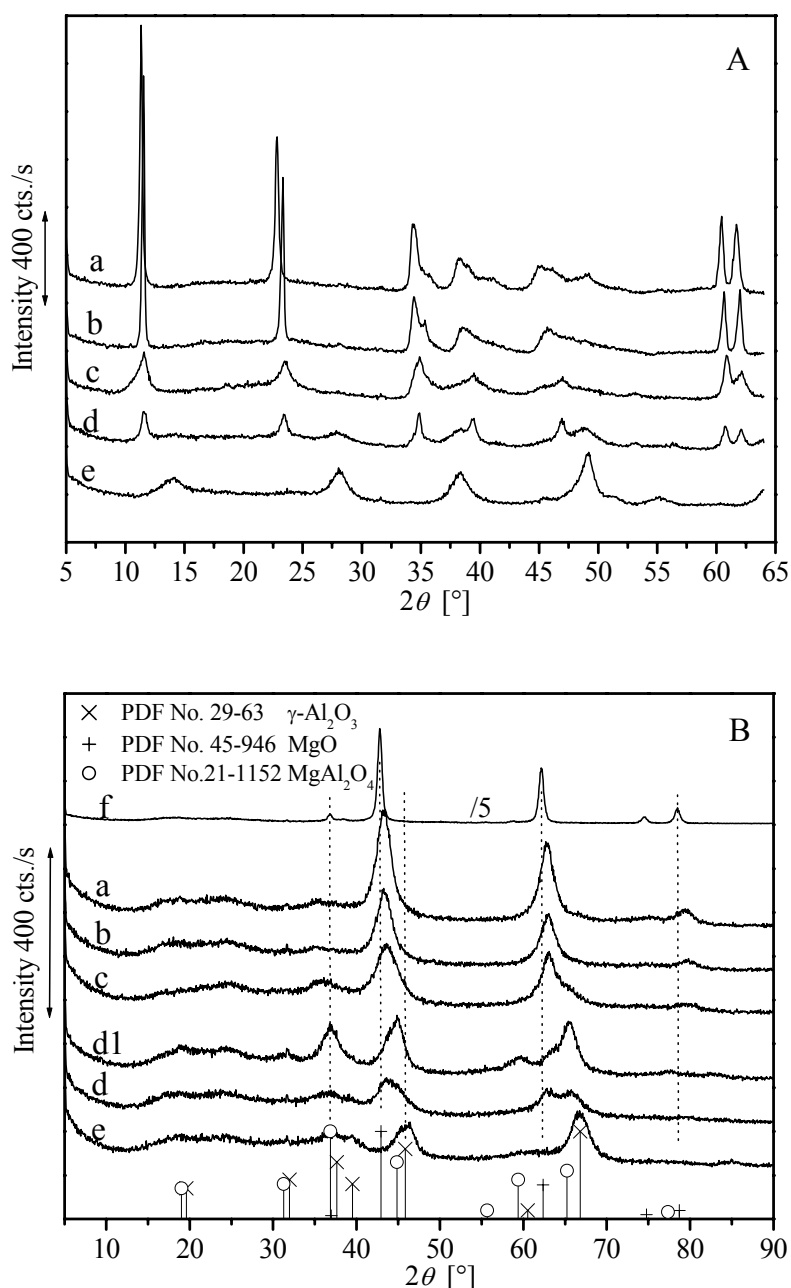 A
Intensity 400 cts./s
a
b
c
d
e
5 10 15 20 25 30 35 40 45 50 55 60 65
2θ [°]
× PDF No. 29-63 γ-Al₂O₃
+ PDF No. 45-946 MgO
○ PDF No.21-1152 MgAl₂O₄
B
f
/5
Intensity 400 cts./s
a
b
c
d1
d
e
10 20 30 40 50 60 70 80 90
2θ [°]